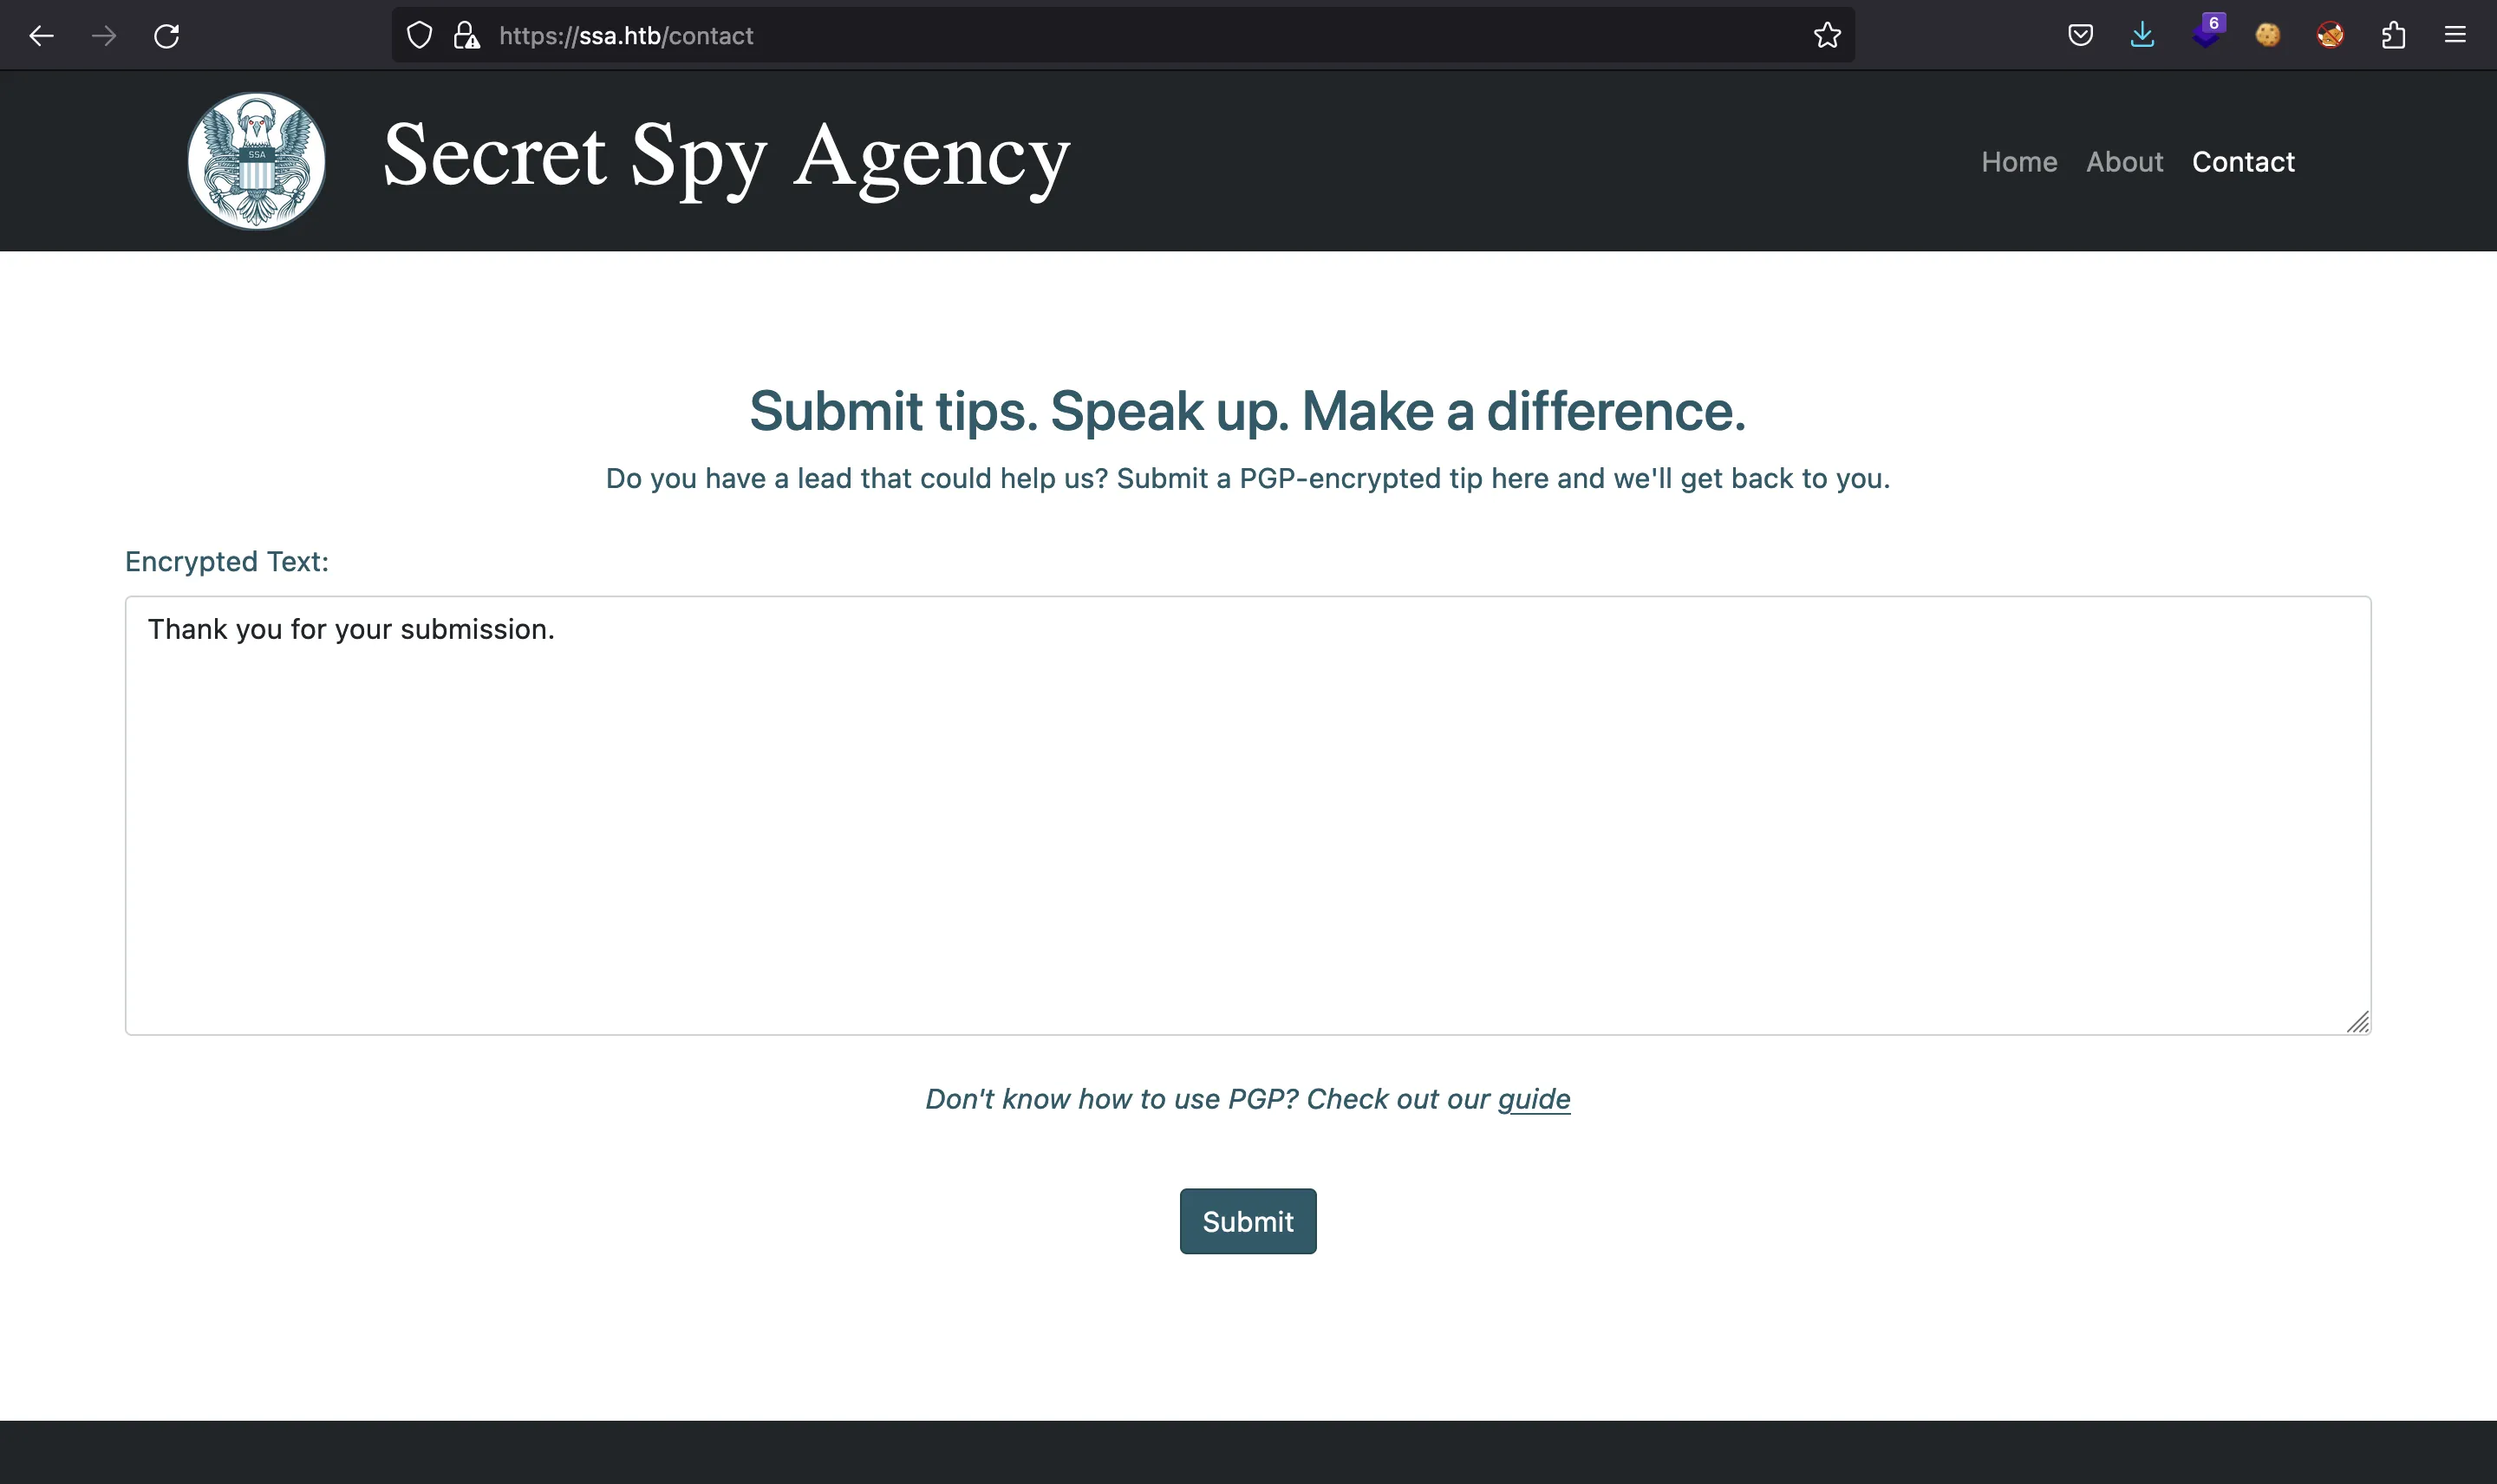 https://ssa.htb/contact
6
SSA
Secret Spy Agency
Home About Contact
Submit tips. Speak up. Make a difference.
Do you have a lead that could help us? Submit a PGP-encrypted tip here and we'll get back to you.
Encrypted Text:
Thank you for your submission.
Don't know how to use PGP? Check out our guide
Submit